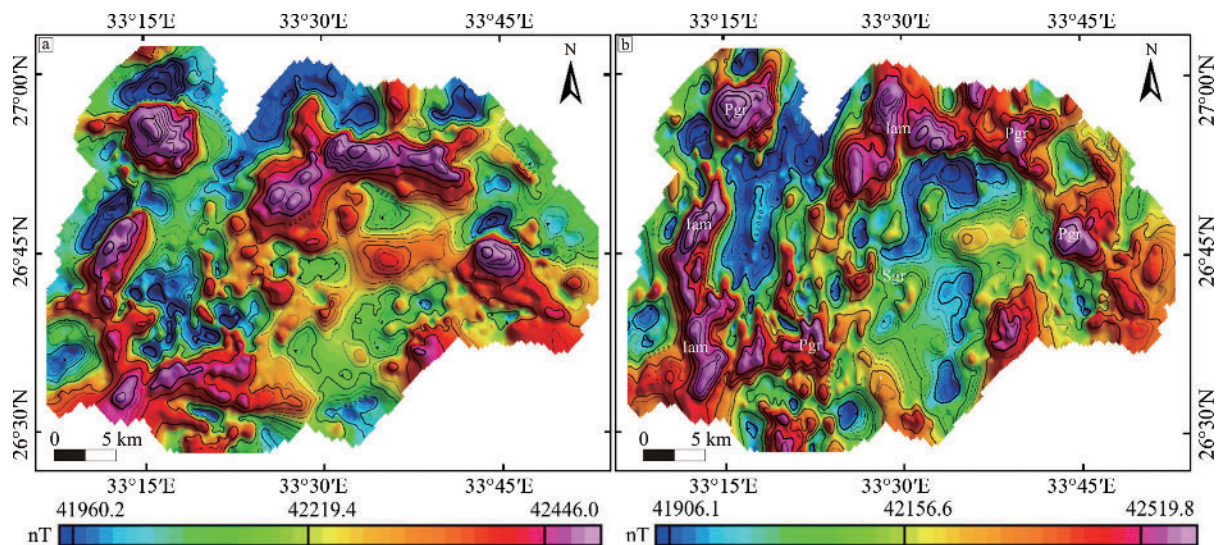 33°15′E 33°30′E 33°45′E 33°15′E 33°30′E 33°45′E
a
N
b
N
27°00′N
26°45′N
26°30′N
27°00′N
26°45′N
26°30′N
Pgr
Iam
Pgr
Iam
Pgr
Sgr
Iam
Pgr
0 5 km
0 5 km
33°15′E 33°30′E 33°45′E 33°15′E 33°30′E 33°45′E
41960.2 42219.4 42446.0 41906.1 42156.6 42519.8
nT
nT